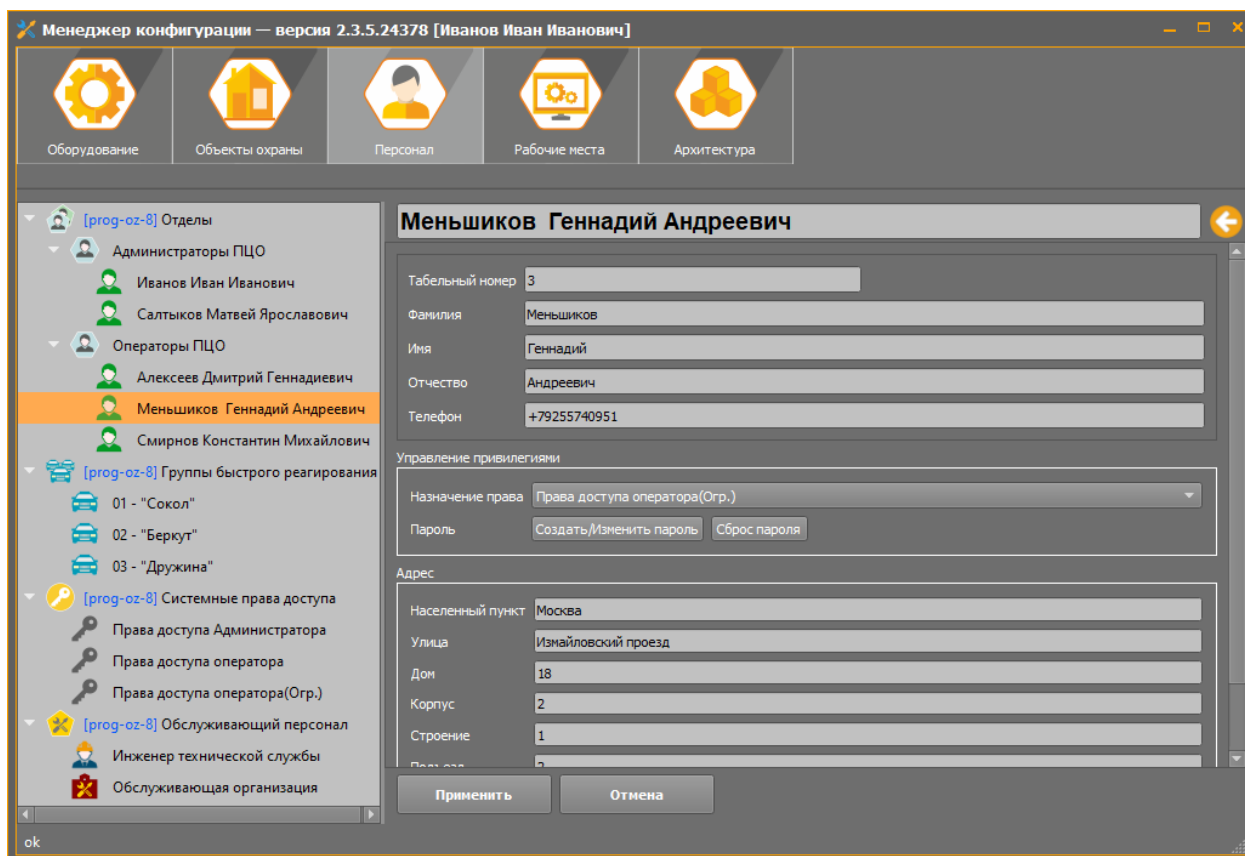 Менеджер конфигурации — версия 2.3.5.24378 [Иванов Иван Иванович]
Оборудование
Объекты охраны
Персонал
Рабочие места
Архитектура
[prog-oz-8] Отделы
Администраторы ПЦО
Иванов Иван Иванович
Салтыков Матвей Ярославович
Операторы ПЦО
Алексеев Дмитрий Геннадиевич
Меньшиков  Геннадий Андреевич
Смирнов Константин Михайлович
[prog-oz-8] Группы быстрого реагирования
01 - "Сокол"
02 - "Беркут"
03 - "Дружина"
[prog-oz-8] Системные права доступа
Права доступа Администратора
Права доступа оператора
Права доступа оператора(Огр.)
[prog-oz-8] Обслуживающий персонал
Инженер технической службы
Обслуживающая организация
Меньшиков  Геннадий Андреевич
Табельный номер 3
Фамилия Меньшиков
Имя Геннадий
Отчество Андреевич
Телефон +79255740951
Управление привилегиями
Назначение права Права доступа оператора(Огр.)
Пароль Создать/Изменить пароль Сброс пароля
Адрес
Населенный пункт Москва
Улица Измайловский проезд
Дом 18
Корпус 2
Строение 1
Применить Отмена
ok